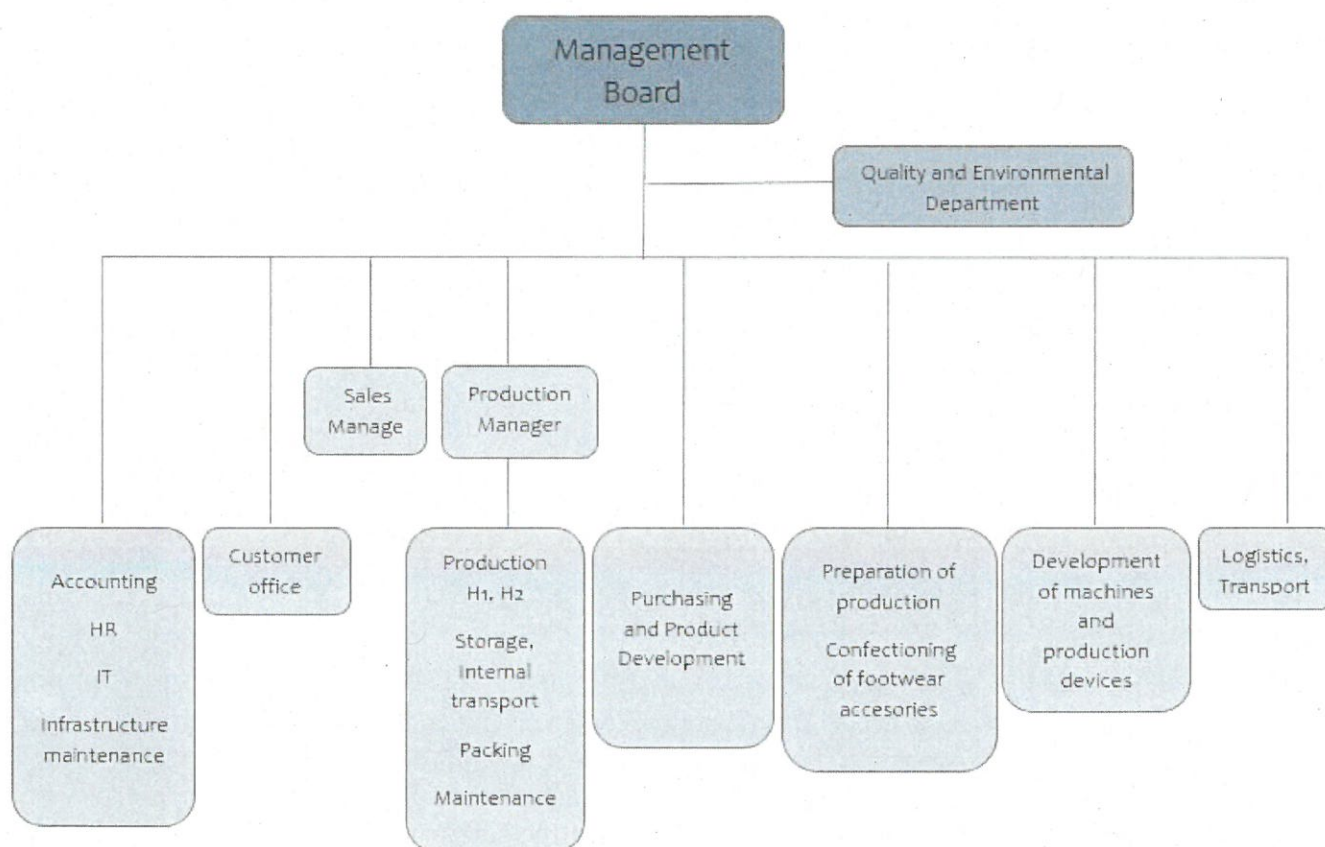 Management
Board
Quality and Environmental
Department
Sales
Manage
Production
Manager
Accounting
HR
IT
Infrastructure
maintenance
Customer
office
Production
H1, H2
Storage,
Internal
transport
Packing
Maintenance
Purchasing
and Product
Development
Preparation of
production
Confectioning
of footwear
accesories
Development
of machines
and
production
devices
Logistics,
Transport